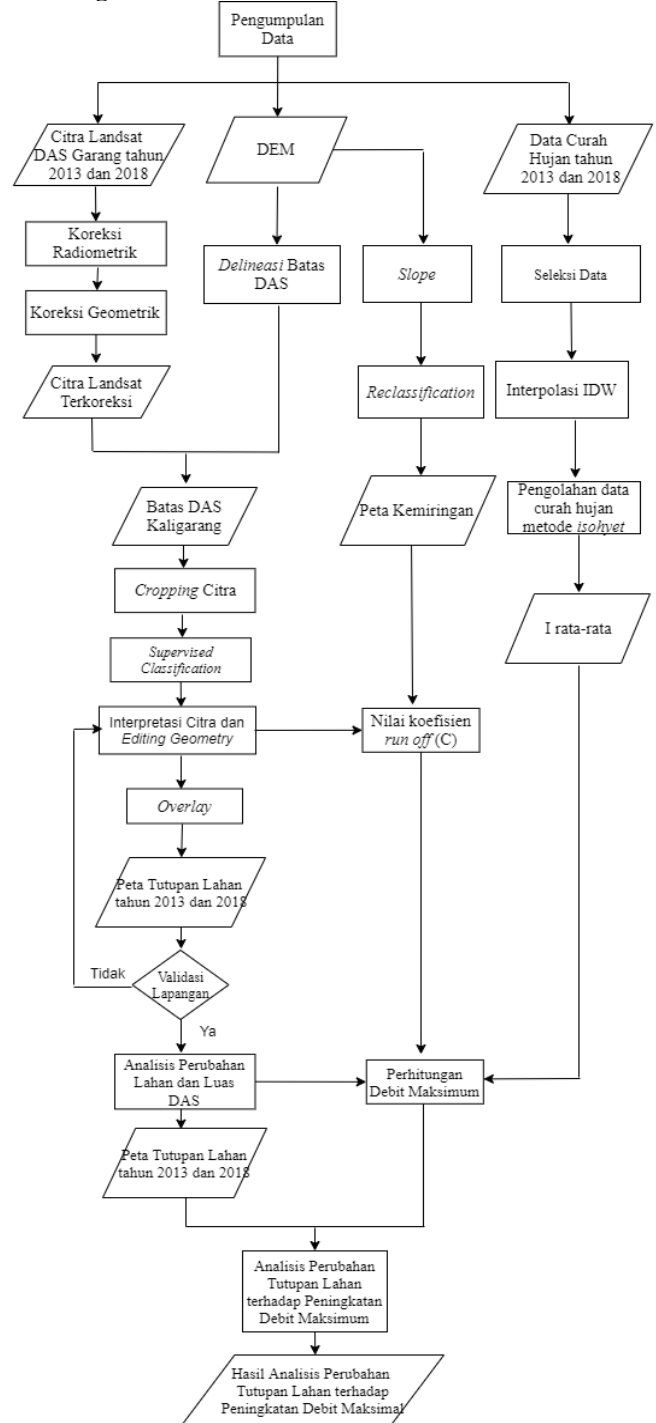 Pengumpulan
Data
Citra Landsat
DAS Garang tahun
2013 dan 2018
DEM
Data Curah
Hujan tahun
2013 dan 2018
Koreksi
Radiometrik
Delineasi Batas
DAS
Slope
Seleksi Data
Koreksi Geometrik
Citra Landsat
Terkoreksi
Reclassification
Interpolasi IDW
Batas DAS
Kaligarang
Peta Kemiringan
Pengolahan data
curah hujan
metode isohyet
Cropping Citra
I rata-rata
Supervised
Classification
Interpretasi Citra dan
Editing Geometry
Nilai koefisien
run off (C)
Overlay
Peta Tutupan Lahan
tahun 2013 dan 2018
Tidak
Validasi
Lapangan
Ya
Analisis Perubahan
Lahan dan Luas
DAS
Perhitungan
Debit Maksimum
Peta Tutupan Lahan
tahun 2013 dan 2018
Analisis Perubahan
Tutupan Lahan
terhadap Peningkatan
Debit Maksimum
Hasil Analisis Perubahan
Tutupan Lahan terhadap
Peningkatan Debit Maksimal